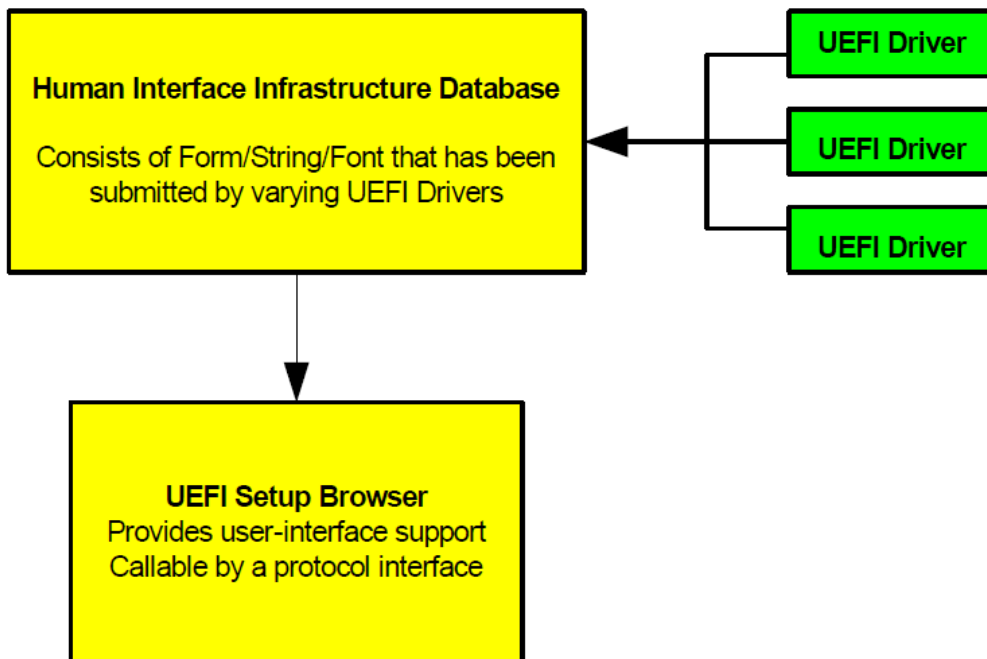 Human Interface Infrastructure Database
Consists of Form/String/Font that has been
submitted by varying UEFI Drivers
UEFI Driver
UEFI Driver
UEFI Driver
UEFI Setup Browser
Provides user-interface support
Callable by a protocol interface